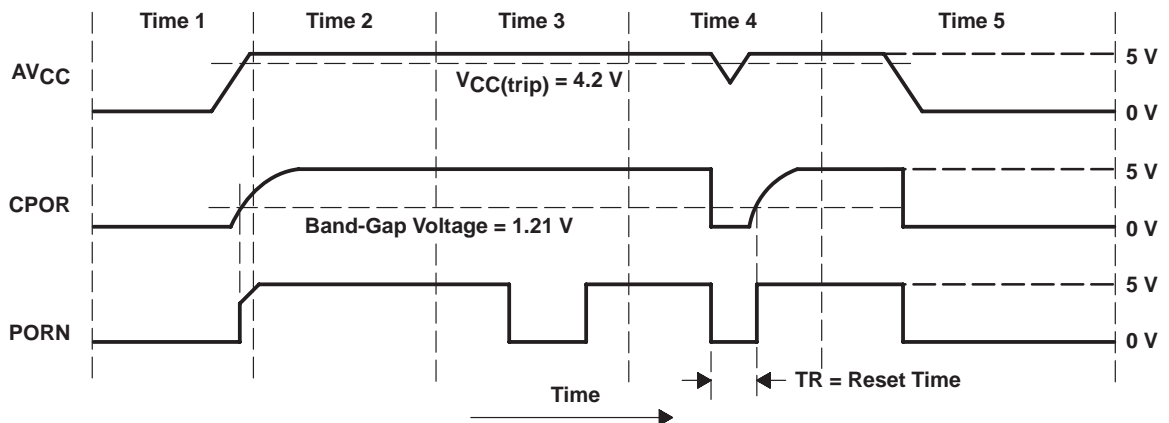 Time 1 Time 2 Time 3 Time 4 Time 5
AVCC
5 V
VCC(trip) = 4.2 V
0 V
CPOR
5 V
Band-Gap Voltage = 1.21 V
0 V
PORN
5 V
0 V
TR = Reset Time
Time